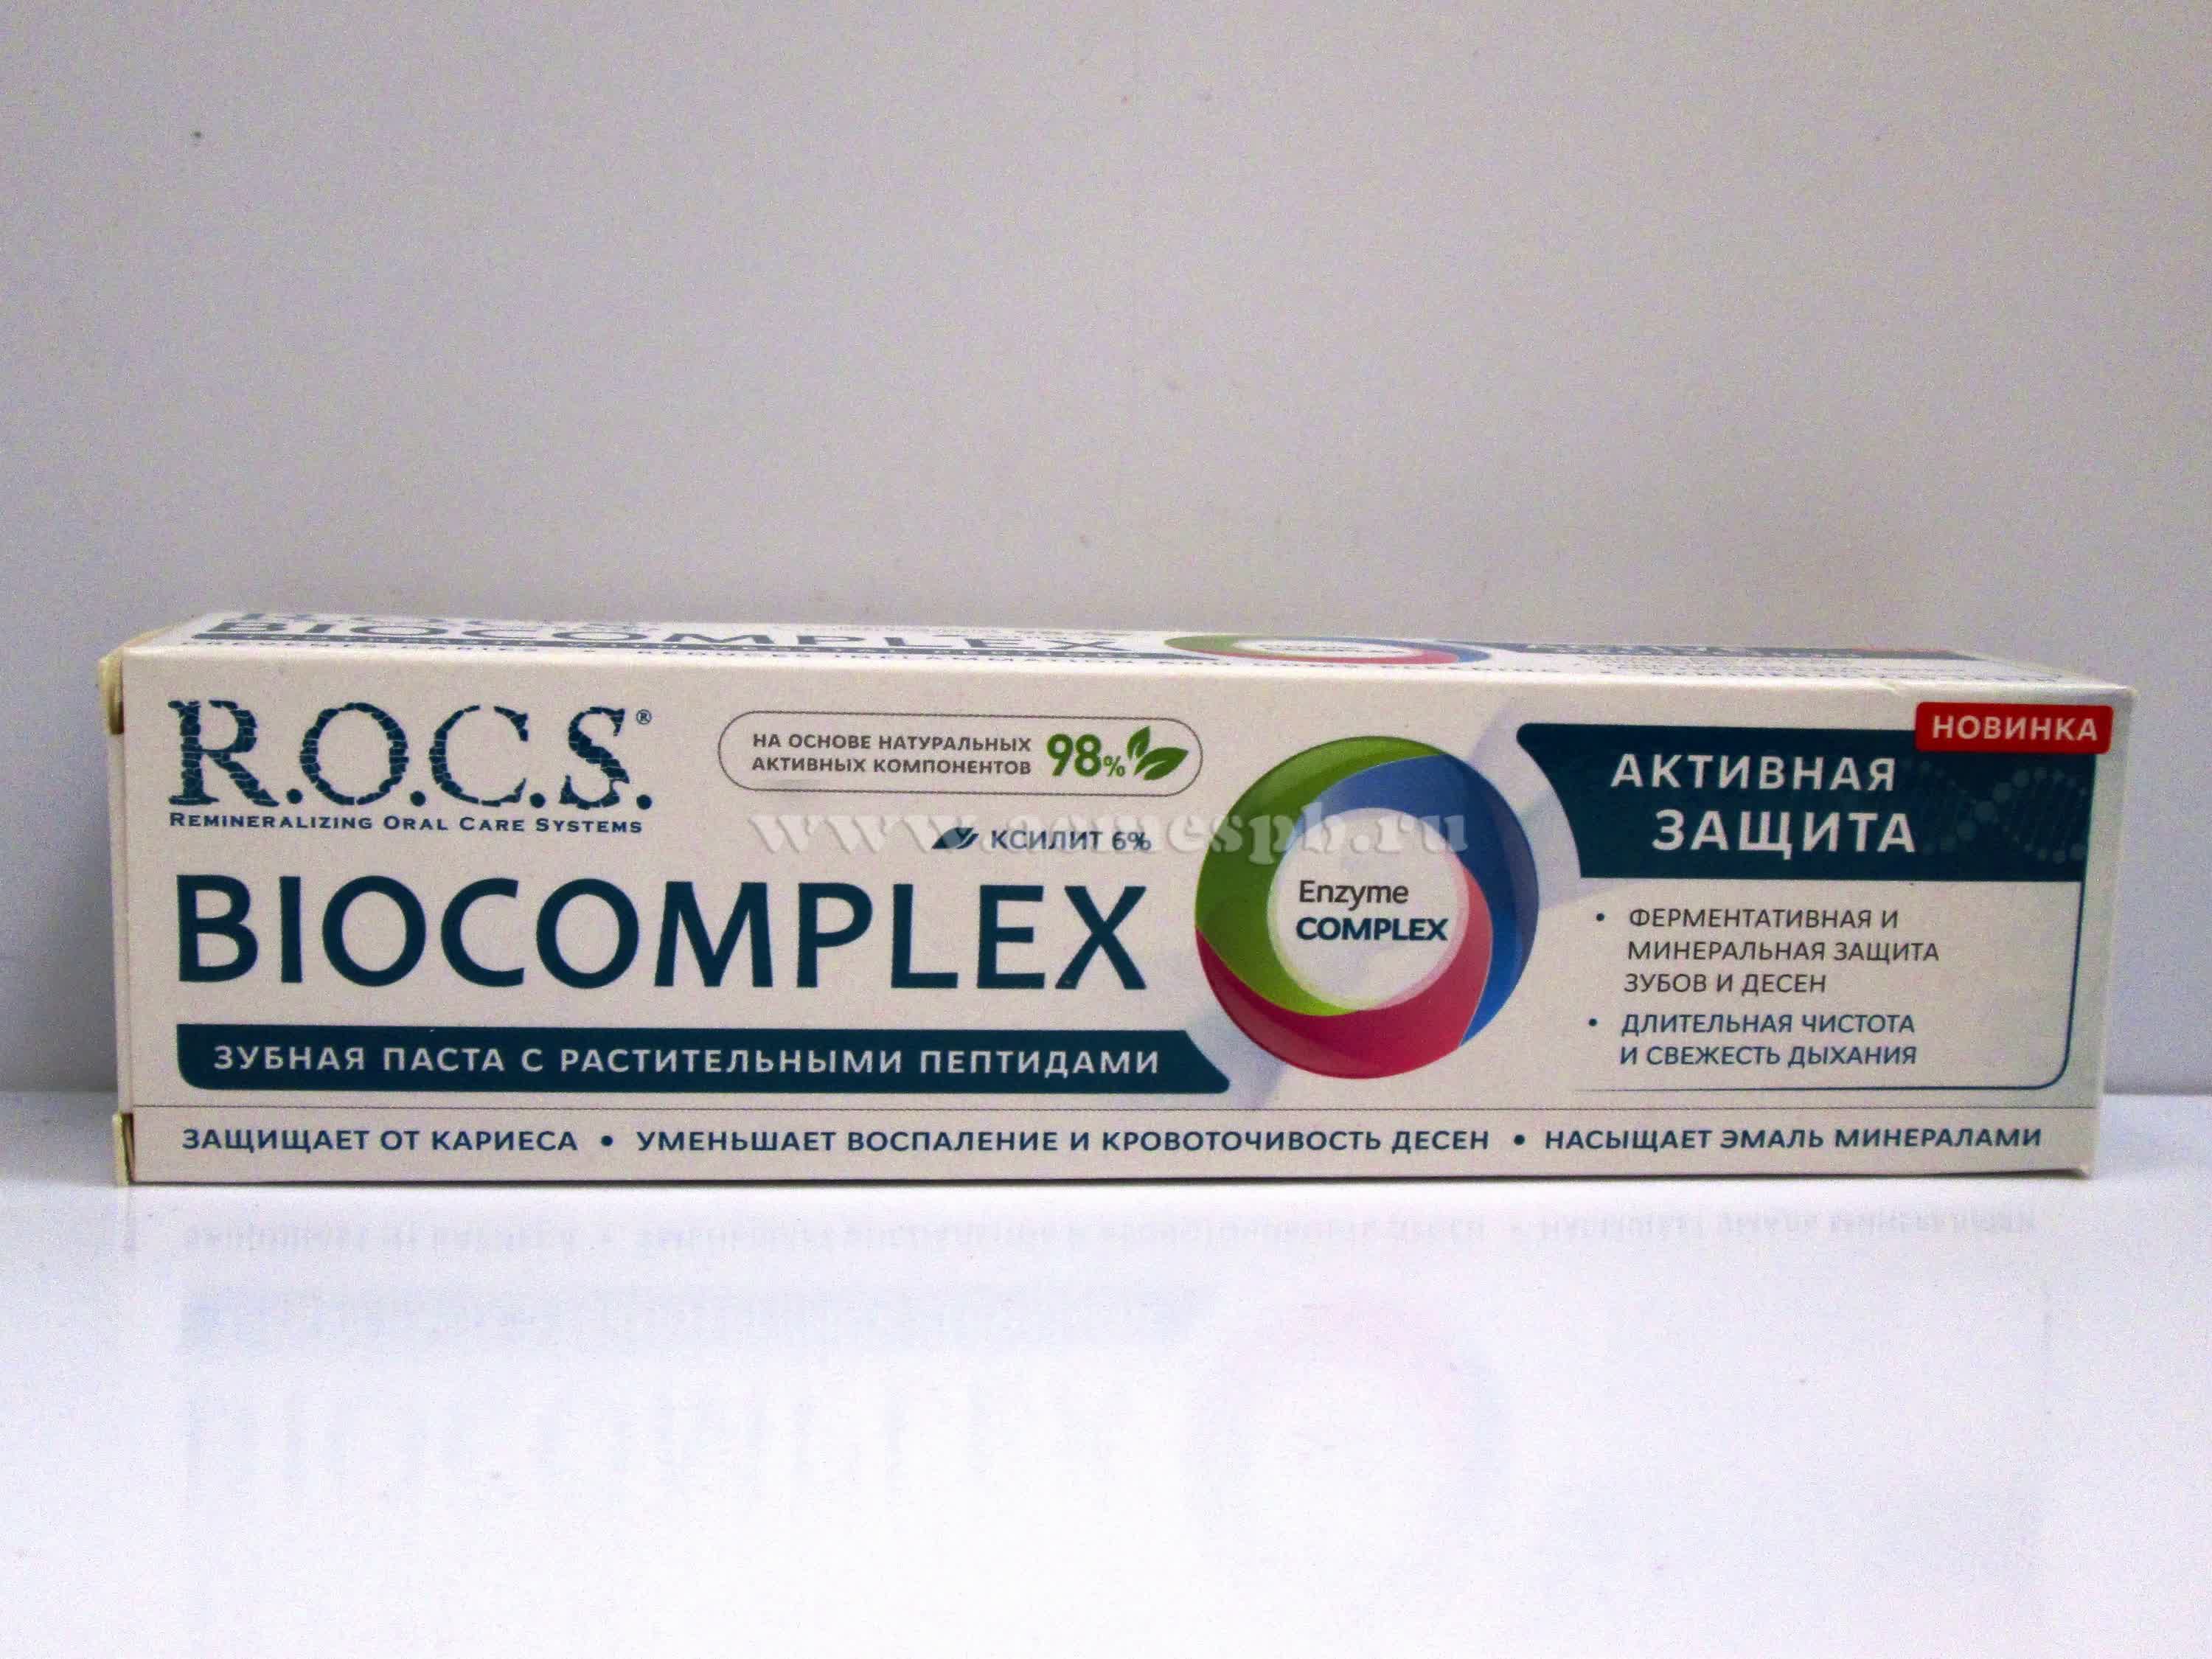 BIOCOMPLEX
R.O.C.S.®
REMINERALIZING ORAL CARE SYSTEMS
НА ОСНОВЕ НАТУРАЛЬНЫХ
АКТИВНЫХ КОМПОНЕНТОВ 98%
КСИЛИТ 6%
BIOCOMPLEX
ЗУБНАЯ ПАСТА С РАСТИТЕЛЬНЫМИ ПЕПТИДАМИ
Enzyme
COMPLEX
НОВИНКА
АКТИВНАЯ
ЗАЩИТА
• ФЕРМЕНТАТИВНАЯ И
МИНЕРАЛЬНАЯ ЗАЩИТА
ЗУБОВ И ДЕСЕН
• ДЛИТЕЛЬНАЯ ЧИСТОТА
И СВЕЖЕСТЬ ДЫХАНИЯ
ЗАЩИЩАЕТ ОТ КАРИЕСА • УМЕНЬШАЕТ ВОСПАЛЕНИЕ И КРОВОТОЧИВОСТЬ ДЕСЕН • НАСЫЩАЕТ ЭМАЛЬ МИНЕРАЛАМИ